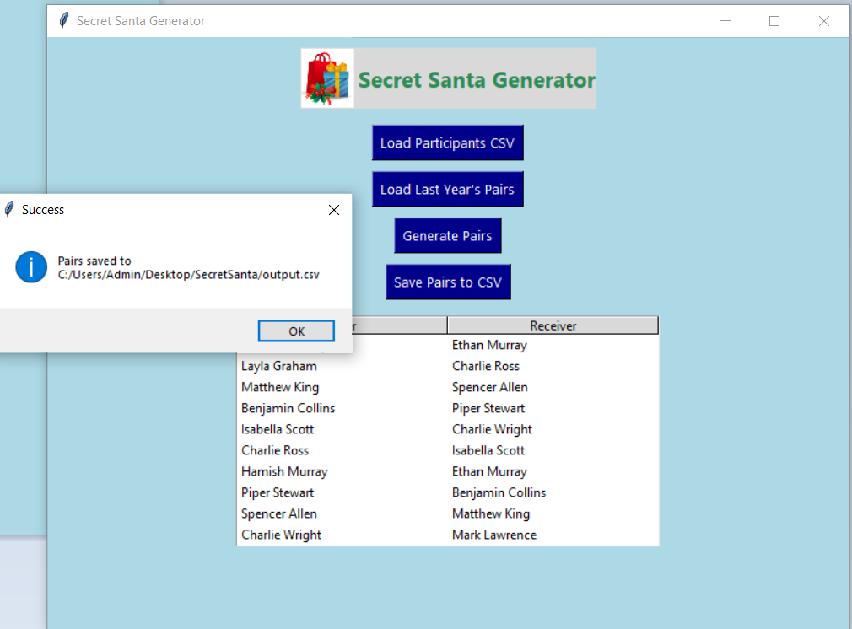 Secret Santa Generator
Secret Santa Generator
Load Participants CSV
Load Last Year's Pairs
Generate Pairs
Save Pairs to CSV
Success
Pairs saved to
C:/Users/Admin/Desktop/SecretSanta/output.csv
OK
r Receiver
Ethan Murray
Layla Graham Charlie Ross
Matthew King Spencer Allen
Benjamin Collins Piper Stewart
Isabella Scott Charlie Wright
Charlie Ross Isabella Scott
Hamish Murray Ethan Murray
Piper Stewart Benjamin Collins
Spencer Allen Matthew King
Charlie Wright Mark Lawrence